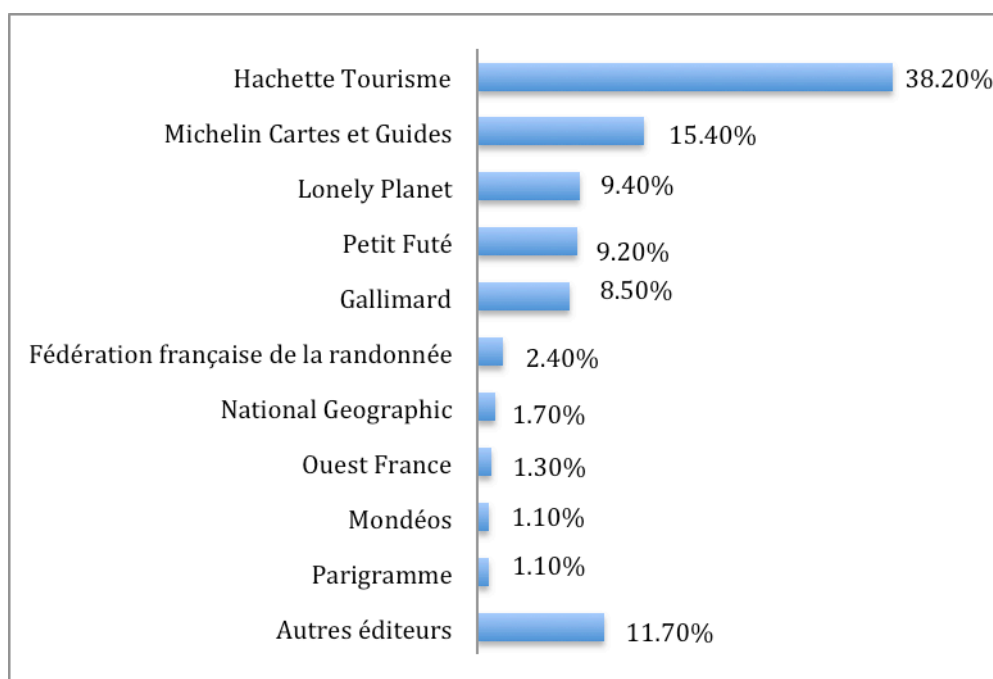 Hachette Tourisme 38.20%
Michelin Cartes et Guides 15.40%
Lonely Planet 9.40%
Petit Futé 9.20%
Gallimard 8.50%
Fédération française de la randonnée 2.40%
National Geographic 1.70%
Ouest France 1.30%
Mondéos 1.10%
Parigramme 1.10%
Autres éditeurs 11.70%